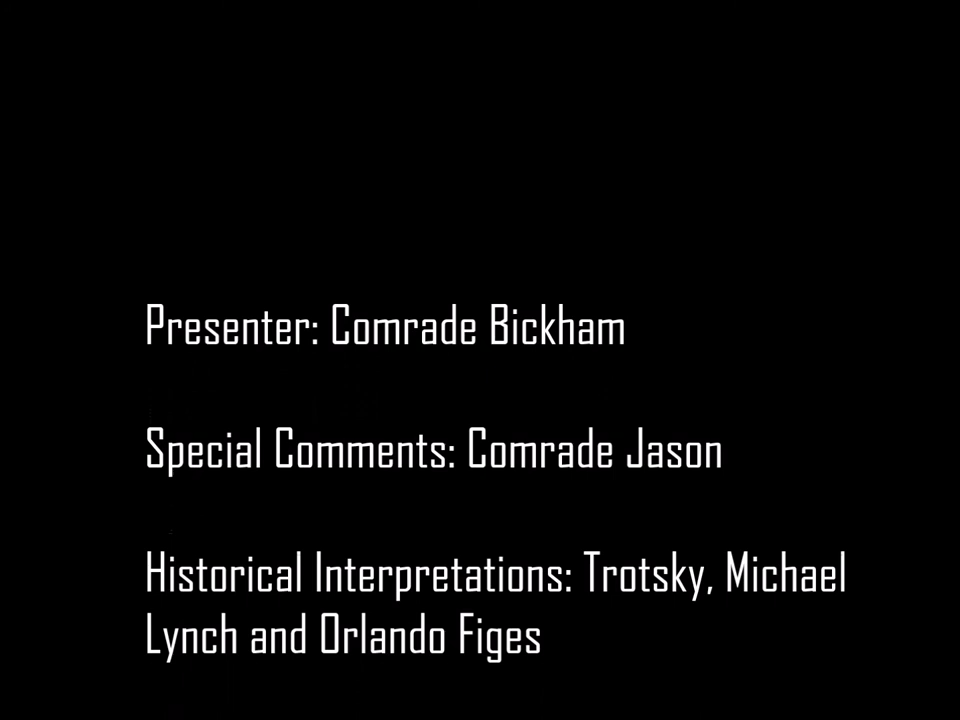 Presenter: Comrade Bickham
Special Comments: Comrade Jason
Historical Interpretations: Trotsky, Michael
Lynch and Orlando Figes